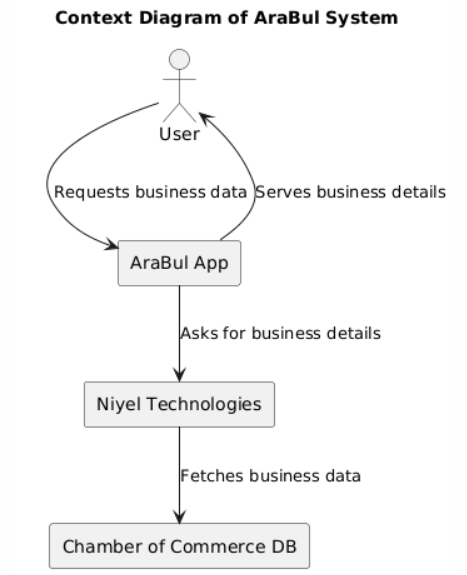 Context Diagram of AraBul System
User
Requests business data
Serves business details
AraBul App
Asks for business details
Niyel Technologies
Fetches business data
Chamber of Commerce DB